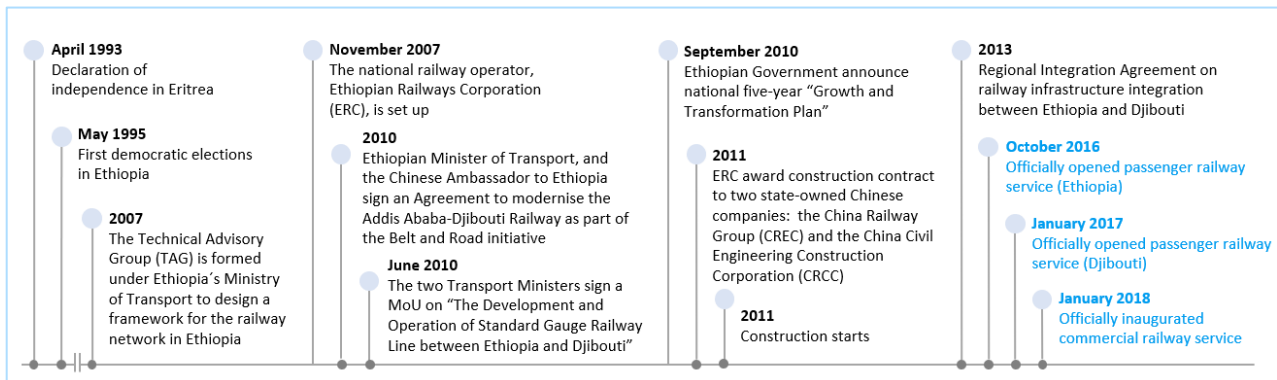 April 1993
Declaration of
independence in Eritrea
May 1995
First democratic elections
in Ethiopia
2007
The Technical Advisory
Group (TAG) is formed
under Ethiopia´s Ministry
of Transport to design a
framework for the railway
network in Ethiopia
November 2007
The national railway operator,
Ethiopian Railways Corporation
(ERC), is set up
2010
Ethiopian Minister of Transport, and
the Chinese Ambassador to Ethiopia
sign an Agreement to modernise the
Addis Ababa-Djibouti Railway as part of
the Belt and Road initiative
June 2010
The two Transport Ministers sign a
MoU on “The Development and
Operation of Standard Gauge Railway
Line between Ethiopia and Djibouti”
September 2010
Ethiopian Government announce
national five-year “Growth and
Transformation Plan”
2011
ERC award construction contract
to two state-owned Chinese
companies: the China Railway
Group (CREC) and the China Civil
Engineering Construction
Corporation (CRCC)
2011
Construction starts
2013
Regional Integration Agreement on
railway infrastructure integration
between Ethiopia and Djibouti
October 2016
Officially opened passenger railway
service (Ethiopia)
January 2017
Officially opened passenger railway
service (Djibouti)
January 2018
Officially inaugurated
commercial railway service